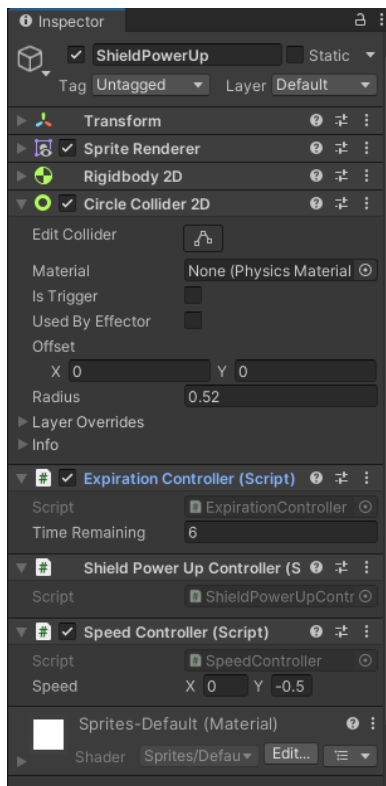 Inspector
ShieldPowerUp Static
Tag Untagged Layer Default
Transform
Sprite Renderer
Rigidbody 2D
Circle Collider 2D
Edit Collider
Material None (Physics Material
Is Trigger
Used By Effector
Offset
X 0 Y 0
Radius 0.52
Layer Overrides
Info
# Expiration Controller (Script)
Script # ExpirationController
Time Remaining 6
# Shield Power Up Controller (S
Script # ShieldPowerUpContr
# Speed Controller (Script)
Script # SpeedController
Speed X 0 Y -0.5
Sprites-Default (Material)
Shader Sprites/Defau Edit...